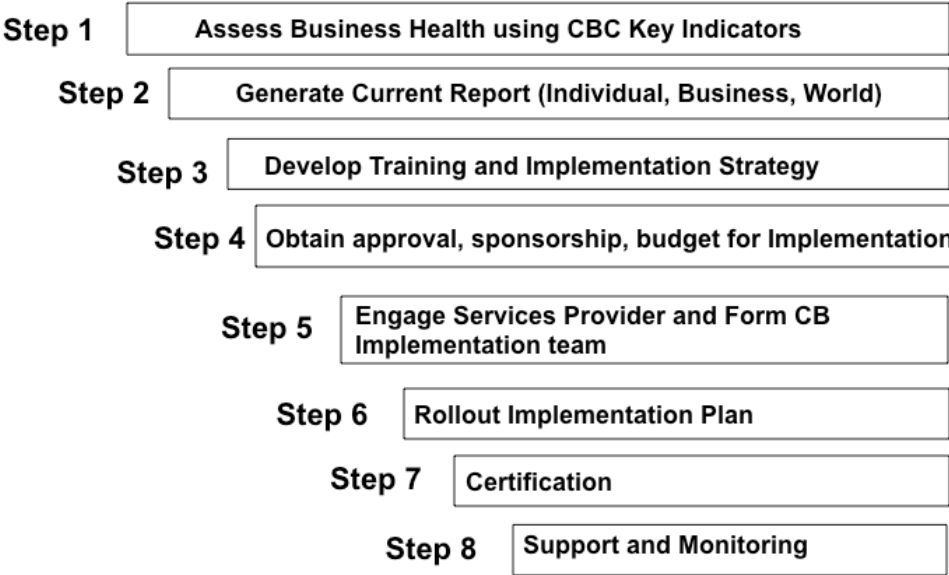 Step 1 Assess Business Health using CBC Key Indicators
Step 2 Generate Current Report (Individual, Business, World)
Step 3 Develop Training and Implementation Strategy
Step 4 Obtain approval, sponsorship, budget for Implementation
Step 5 Engage Services Provider and Form CB
Implementation team
Step 6 Rollout Implementation Plan
Step 7 Certification
Step 8 Support and Monitoring